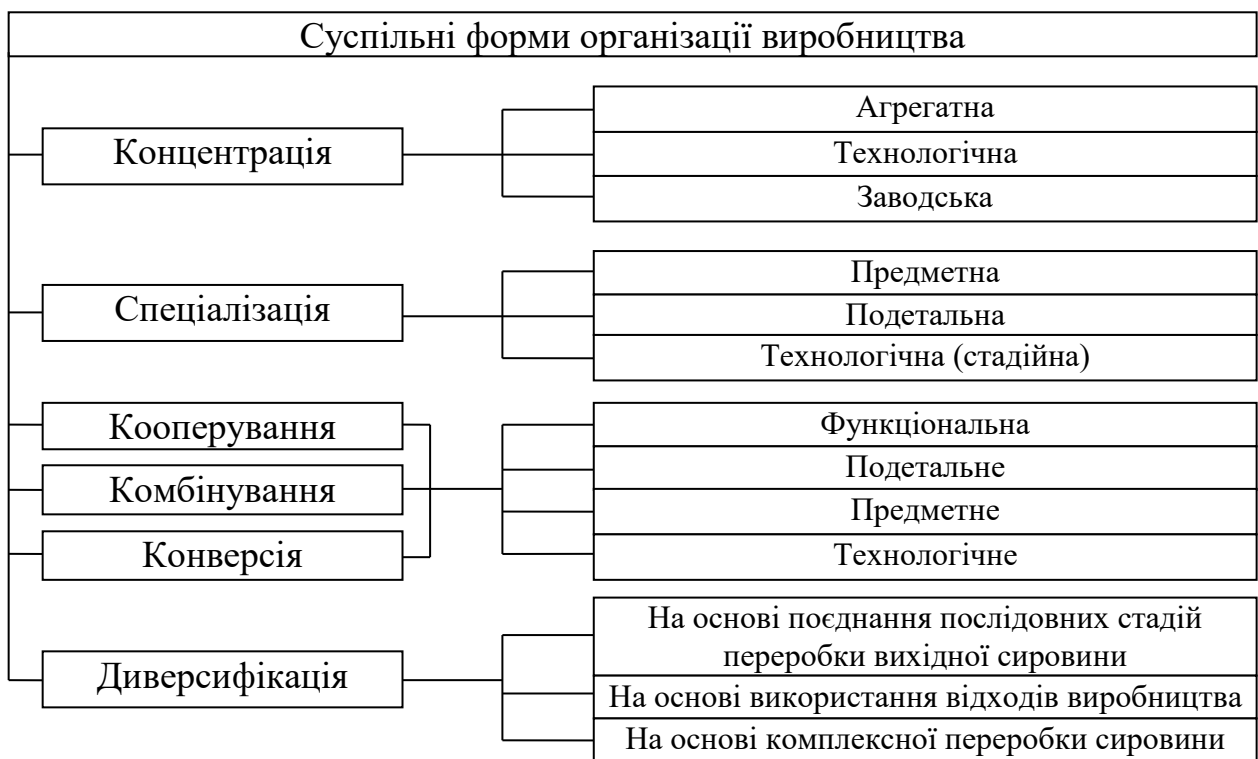 Суспільні форми організації виробництва
Концентрація
Агрегатна
Технологічна
Заводська
Спеціалізація
Предметна
Подетальна
Технологічна (стадійна)
Кооперування
Комбінування
Конверсія
Функціональна
Подетальне
Предметне
Технологічне
Диверсифікація
На основі поєднання послідовних стадій
переробки вихідної сировини
На основі використання відходів виробництва
На основі комплексної переробки сировини